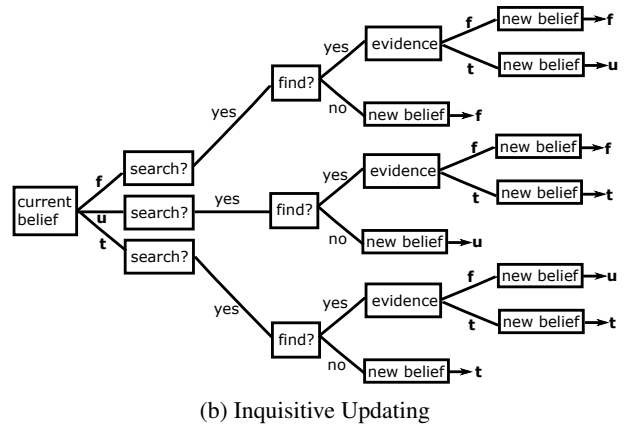 f
new belief
f
yes
evidence
t
new belief
u
find?
yes
no
new belief
f
f
search?
f
new belief
f
yes
evidence
t
new belief
t
current
belief
u
search?
yes
find?
no
new belief
u
t
search?
f
new belief
u
yes
evidence
t
new belief
t
yes
find?
no
new belief
t
(b) Inquisitive Updating